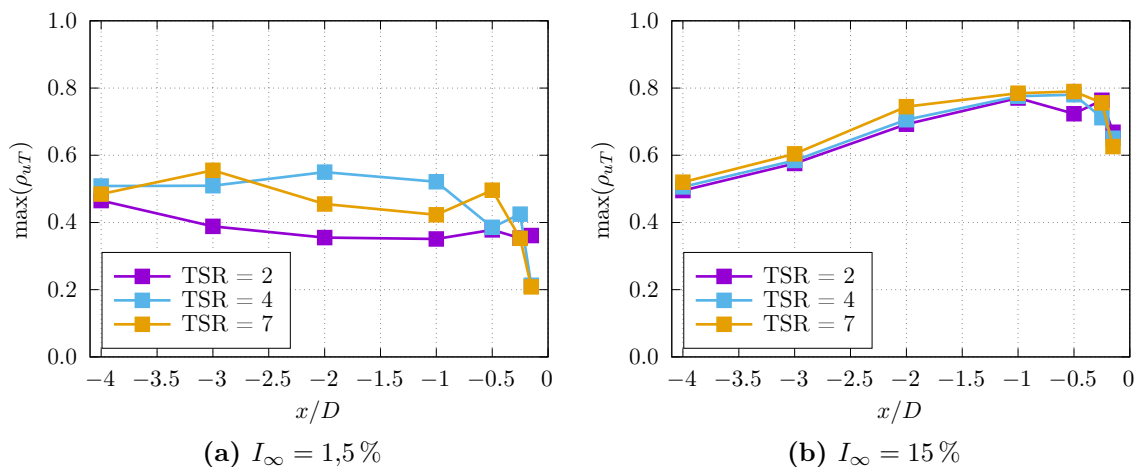 1.0
0.8
0.6
0.4
0.2
0.0
max(ρuT)
TSR = 2
TSR = 4
TSR = 7
−4 −3.5 −3 −2.5 −2 −1.5 −1 −0.5 0
x/D
(a) I∞ = 1,5 %
1.0
0.8
0.6
0.4
0.2
0.0
max(ρuT)
TSR = 2
TSR = 4
TSR = 7
−4 −3.5 −3 −2.5 −2 −1.5 −1 −0.5 0
x/D
(b) I∞ = 15 %